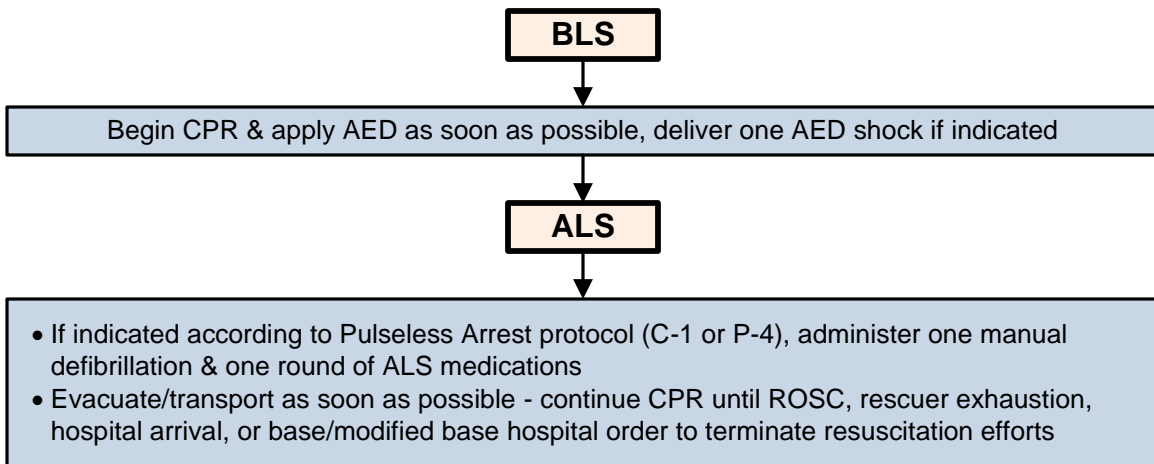 BLS
Begin CPR & apply AED as soon as possible, deliver one AED shock if indicated
ALS
• If indicated according to Pulseless Arrest protocol (C-1 or P-4), administer one manual
defibrillation & one round of ALS medications
• Evacuate/transport as soon as possible - continue CPR until ROSC, rescuer exhaustion,
hospital arrival, or base/modified base hospital order to terminate resuscitation efforts